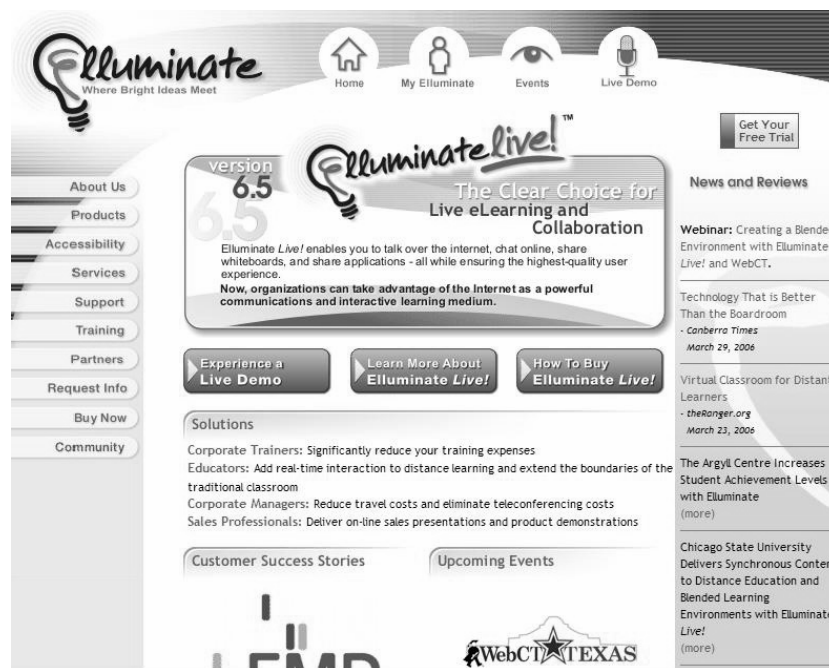 Elluminate
Where Bright Ideas Meet
Home
My Elluminate
Events
Live Demo
Get Your
Free Trial
About Us
Products
Accessibility
Services
Support
Training
Partners
Request Info
Buy Now
Community
version
6.5
6.5
Elluminate live!™
The Clear Choice for
Live eLearning and
Collaboration
Elluminate Live! enables you to talk over the internet, chat online, share
whiteboards, and share applications - all while ensuring the highest-quality user
experience.
Now, organizations can take advantage of the Internet as a powerful
communications and interactive learning medium.
Experience a
Live Demo
Learn More About
Elluminate Live!
How To Buy
Elluminate Live!
Solutions
Corporate Trainers: Significantly reduce your training expenses
Educators: Add real-time interaction to distance learning and extend the boundaries of the
traditional classroom
Corporate Managers: Reduce travel costs and eliminate teleconferencing costs
Sales Professionals: Deliver on-line sales presentations and product demonstrations
Customer Success Stories
Upcoming Events
WebCT TEXAS
News and Reviews
Webinar: Creating a Blende
Environment with Elluminate
Live! and WebCT.
Technology That is Better
Than the Boardroom
- Canberra Times
March 29, 2006
Virtual Classroom for Distant
Learners
- theRanger.org
March 23, 2006
The Argyll Centre Increases
Student Achievement Levels
with Elluminate
(more)
Chicago State University
Delivers Synchronous Conten
to Distance Education and
Blended Learning
Environments with Elluminate
Live!
(more)